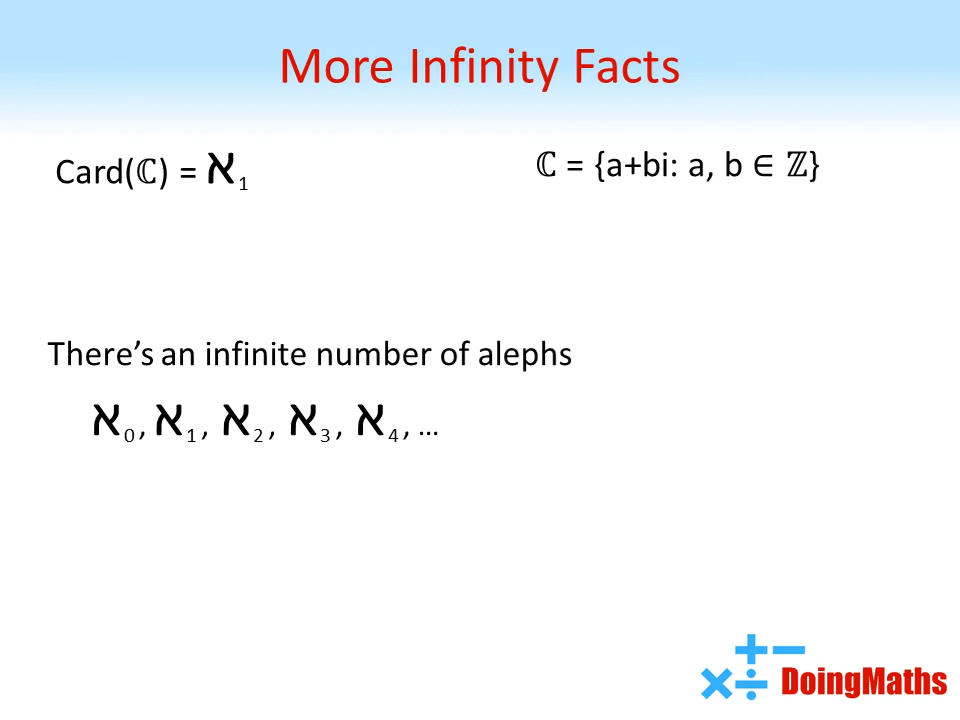 More Infinity Facts
Card(ℂ) = ℵ₁
ℂ = {a+bi: a, b ∈ ℤ}
There’s an infinite number of alephs
ℵ₀, ℵ₁, ℵ₂, ℵ₃, ℵ₄, ...
DoingMaths